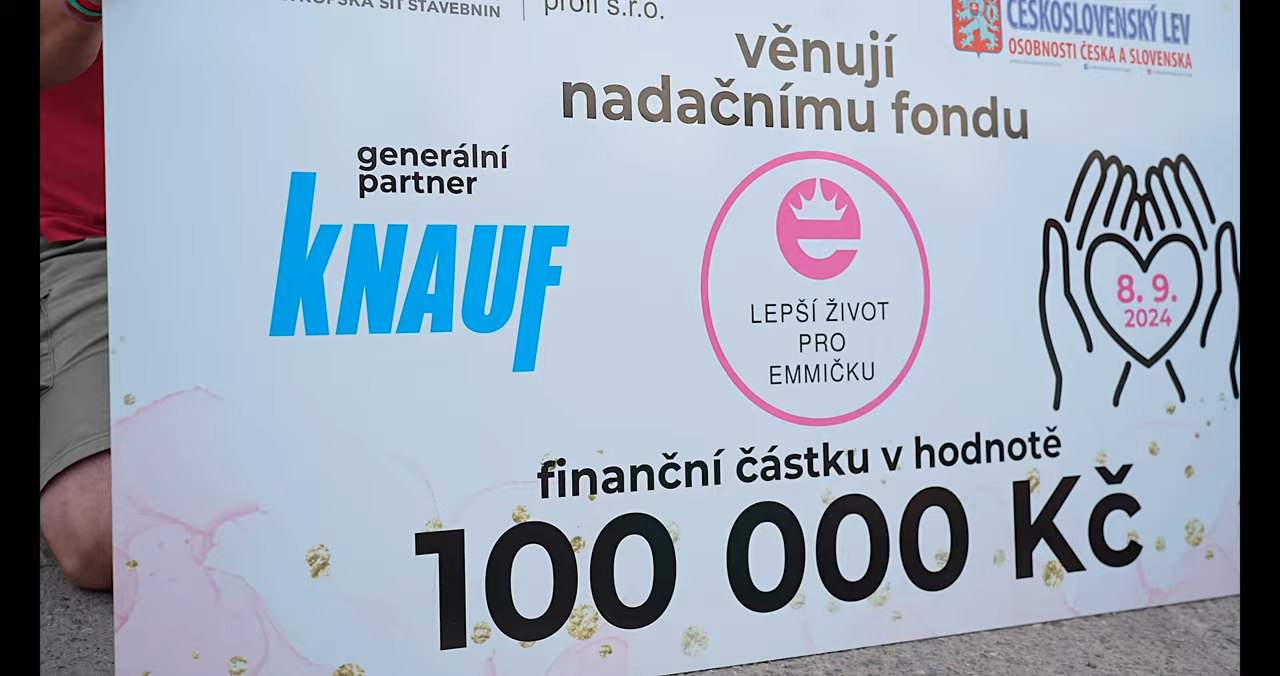 SÍŤ STAVEBNIN
profi s.r.o.
ČESKOSLOVENSKÝ LEV
OSOBNOSTI ČESKA A SLOVENSKA
věnují
nadačnímu fondu
generální
partner
KNAUF
e
LEPŠÍ ŽIVOT
PRO
EMMIČKU
8. 9.
2024
finanční částku v hodnotě
100 000 Kč